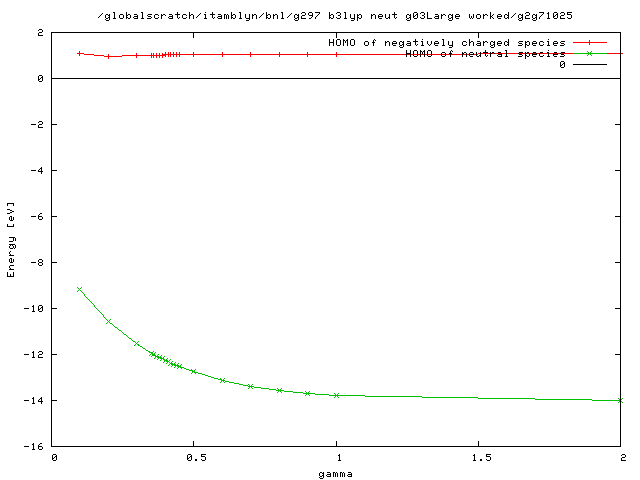 /globalscratch/itamblyn/bnl/g297 b3lyp neut g03Large worked/g2g71025
HOMO of negatively charged species
HOMO of neutral species
0
2
0
-2
-4
-6
-8
-10
-12
-14
-16
Energy [eV]
0 0.5 1 1.5 2
gamma